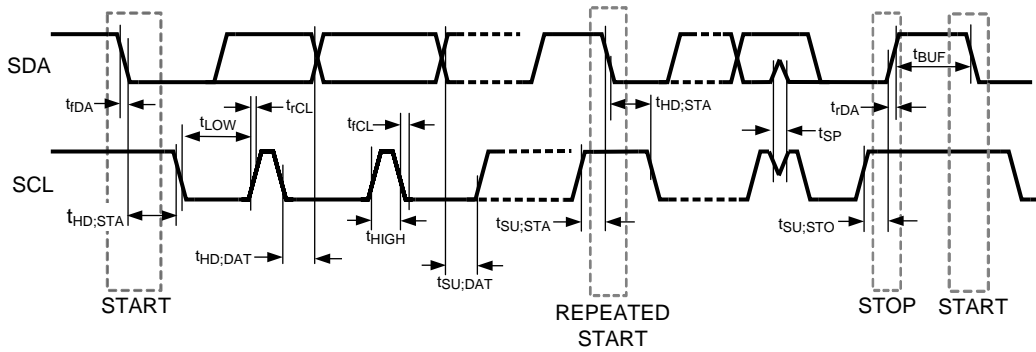 SDA
tBUF
tfDA
tLOW
trCL
tfCL
tHD;STA
trDA
tSP
SCL
tHD;STA
tHD;DAT
tHIGH
tSU;DAT
tSU;STA
tSU;STO
START
REPEATED
START
STOP
START